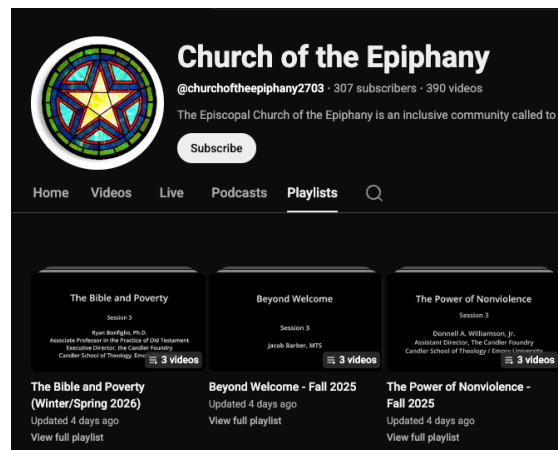 Church of the Epiphany
@churchoftheepiphany2703 · 307 subscribers · 390 videos
The Episcopal Church of the Epiphany is an inclusive community called to
Subscribe
Home Videos Live Podcasts Playlists
The Bible and Poverty
Session 3
Ryan Bonfiglio, Ph.D.
Associate Professor in the Practice of Old Testament
Executive Director, the Candler Foundry
Candler School of Theology, Emory
3 videos
Beyond Welcome
Session 3
Jacob Barber, MTS
3 videos
The Power of Nonviolence
Session 3
Donnell A. Williamson, Jr.
Assistant Director, The Candler Foundry
Candler School of Theology / Emory University
3 videos
The Bible and Poverty
(Winter/Spring 2026)
Updated 4 days ago
View full playlist
Beyond Welcome - Fall 2025
Updated 4 days ago
View full playlist
The Power of Nonviolence -
Fall 2025
Updated 4 days ago
View full playlist